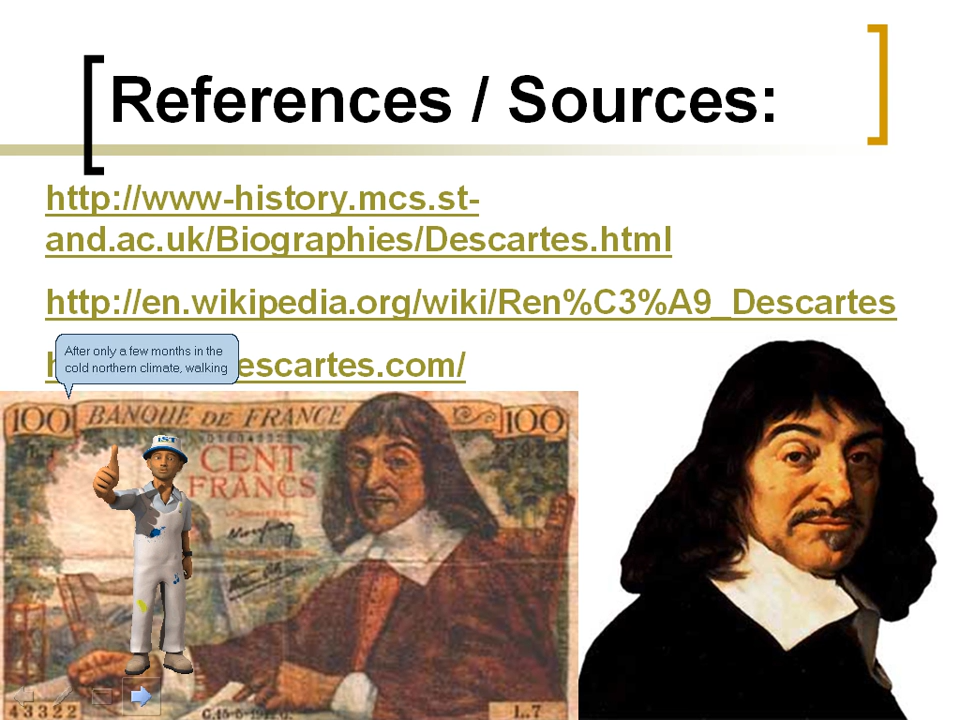 References / Sources:
http://www-history.mcs.st-
and.ac.uk/Biographies/Descartes.html
http://en.wikipedia.org/wiki/Ren%C3%A9_Descartes
escartes.com/
After only a few months in the
cold northern climate, walking
100 BANQUE DE FRANCE 100
CENT
FRANCS
IST
43322
L.7